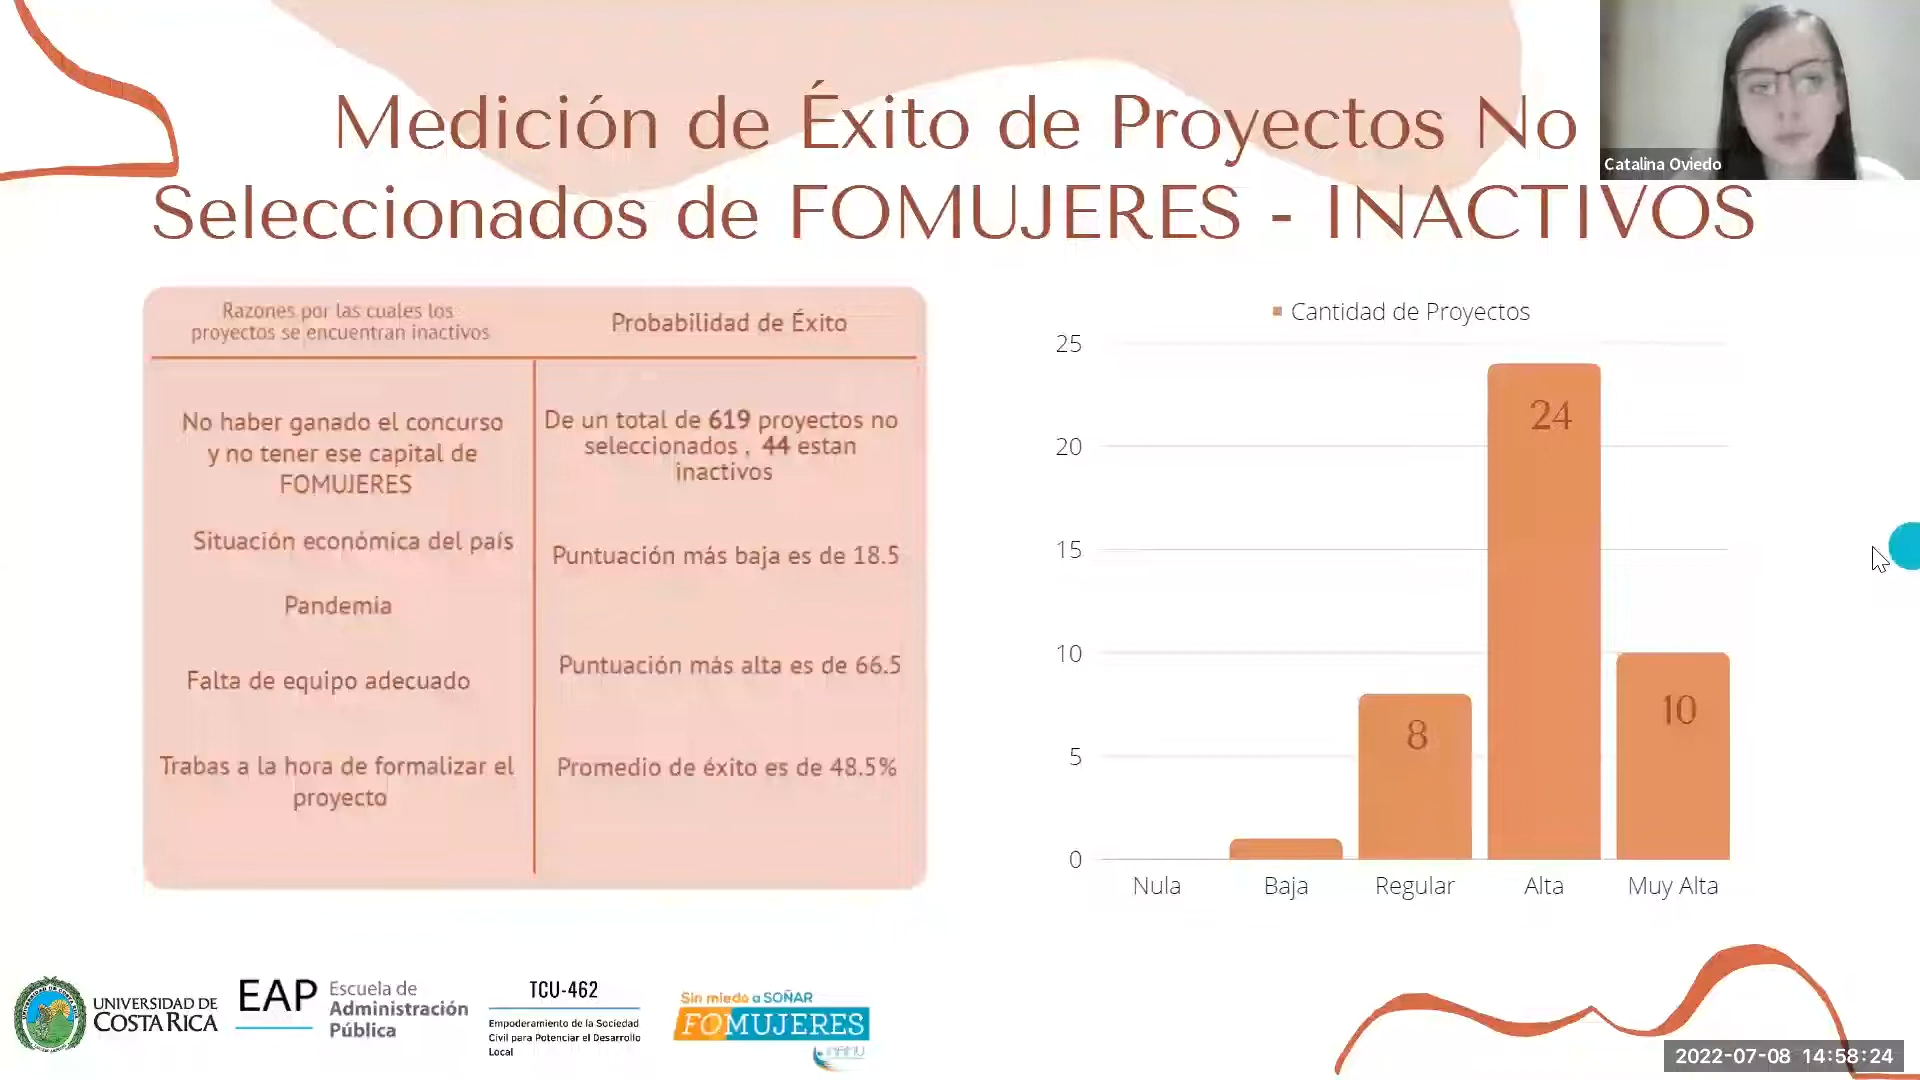 Medición de Éxito de Proyectos No
Seleccionados de FOMUJERES - INACTIVOS
Catalina Oviedo
Razones por las cuales los
proyectos se encuentran inactivos
Probabilidad de Éxito
No haber ganado el concurso
y no tener ese capital de
FOMUJERES
Situación económica del país
Pandemia
Falta de equipo adecuado
Trabas a la hora de formalizar el
proyecto
De un total de 619 proyectos no
seleccionados , 44 estan
inactivos
Puntuación más baja es de 18.5
Puntuación más alta es de 66.5
Promedio de éxito es de 48.5%
Cantidad de Proyectos
25
20
15
10
5
0
24
10
8
Nula
Baja
Regular
Alta
Muy Alta
UNIVERSIDAD DE
COSTA RICA
EAP
Escuela de
Administración
Pública
TCU-462
Empoderamiento de la Sociedad
Civil para Potenciar el Desarrollo
Local
Sin miedo a SOÑAR
FOMUJERES
INAMU
2022-07-08 14:58:24